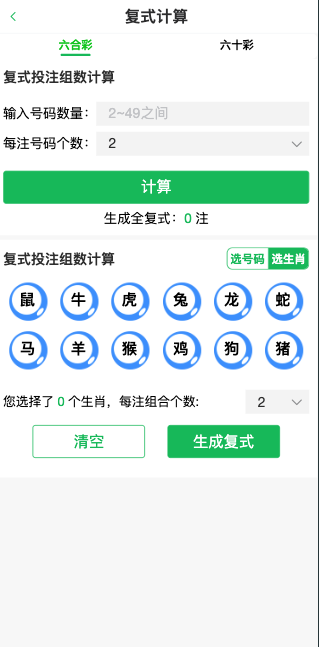 复式计算
六合彩 六十彩
复式投注组数计算
输入号码数量： 2~49之间
每注号码个数： 2
计算
生成全复式：0 注
复式投注组数计算 选号码 选生肖
鼠 牛 虎 兔 龙 蛇
马 羊 猴 鸡 狗 猪
您选择了 0 个生肖，每注组合个数: 2
清空 生成复式